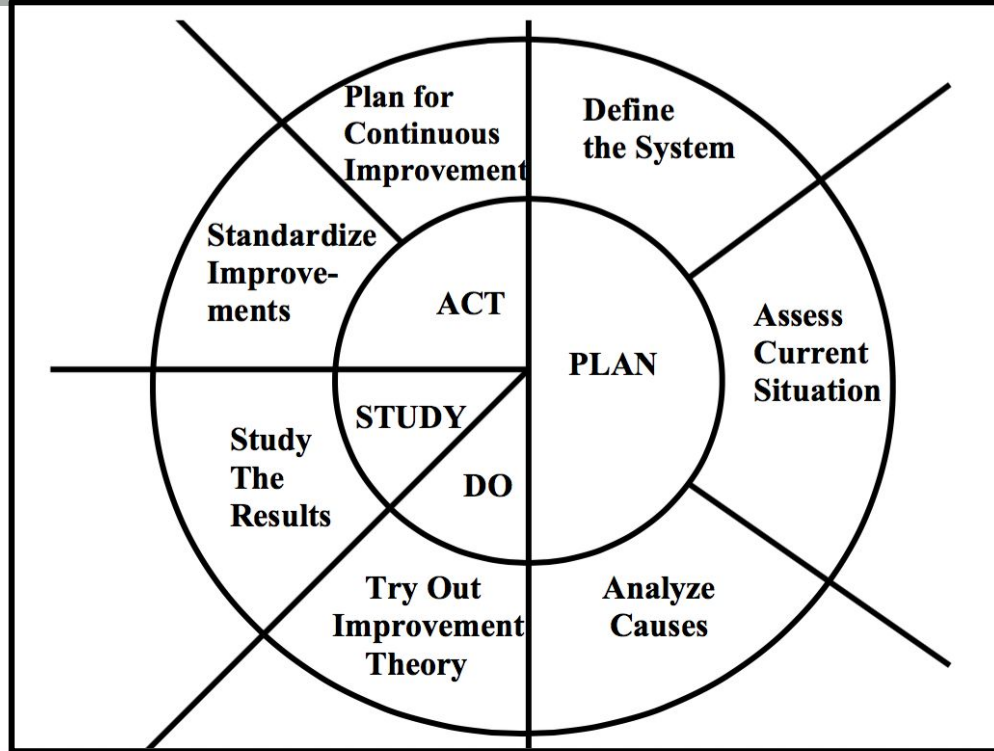 Plan for
Continuous
Improvement
Define
the System
Standardize
Improve-
ments
ACT
Assess
Current
Situation
PLAN
STUDY
Study
The
Results
DO
Try Out
Improvement
Theory
Analyze
Causes